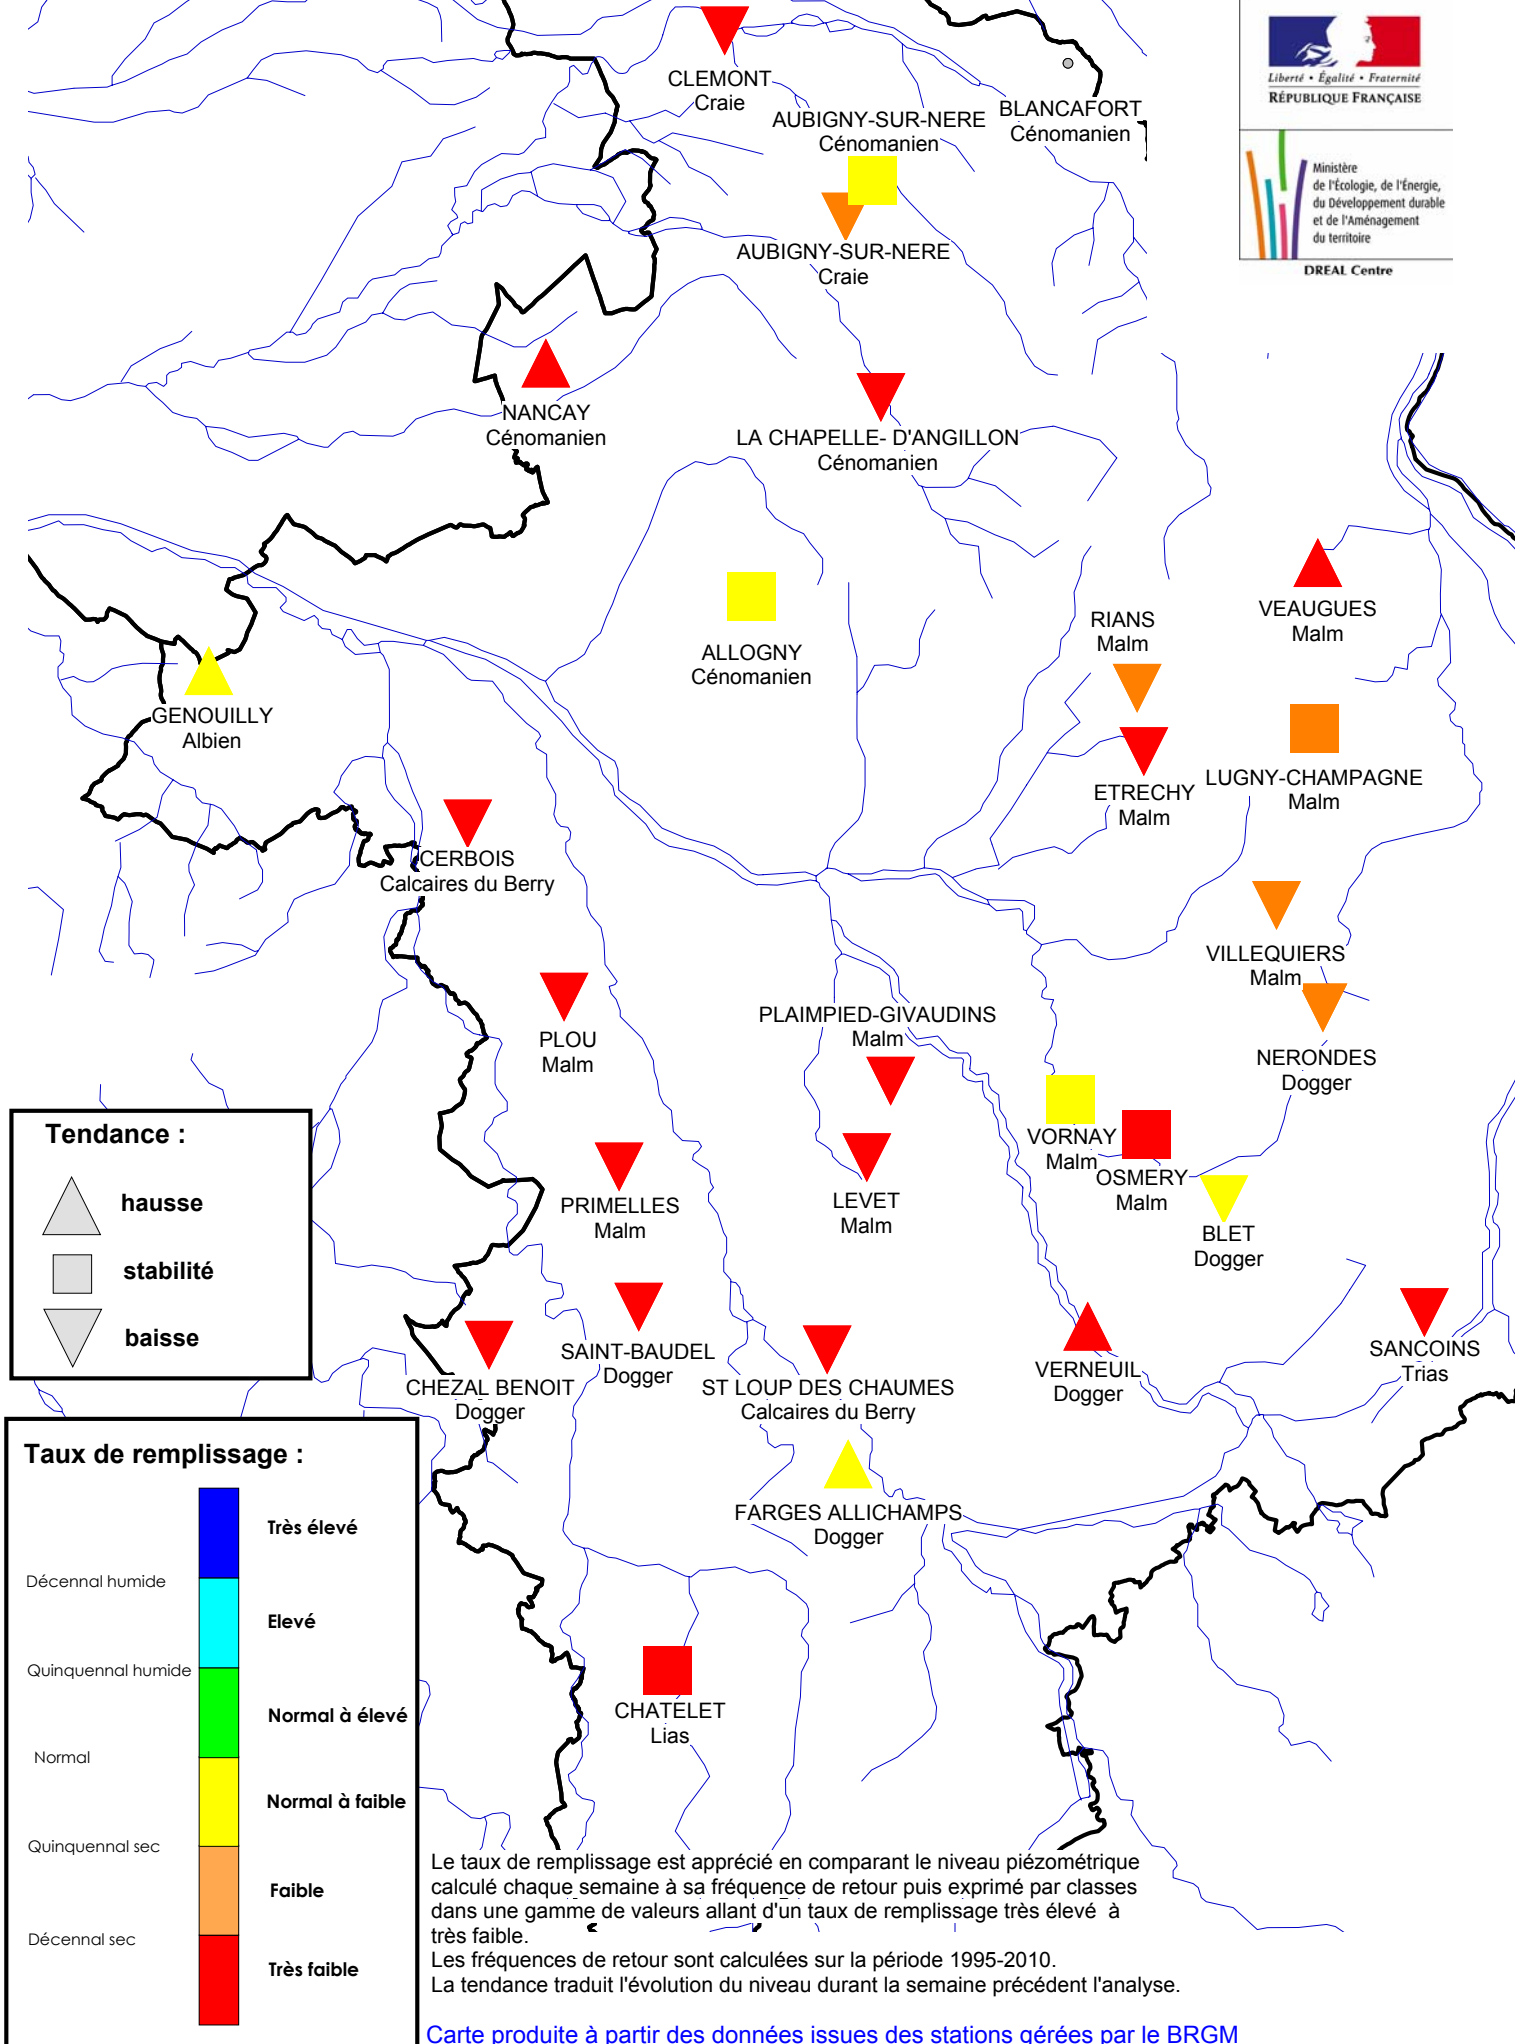 Liberté • Égalité • Fraternité
RÉPUBLIQUE FRANÇAISE
Ministère
de l'Écologie, de l'Énergie,
du Développement durable
et de l'Aménagement
du territoire
DREAL Centre
CLEMONT
Craie
AUBIGNY-SUR-NERE
Cénomanien
BLANCAFORT
Cénomanien
AUBIGNY-SUR-NERE
Craie
NANCAY
Cénomanien
LA CHAPELLE- D'ANGILLON
Cénomanien
ALLOGNY
Cénomanien
RIANS
Malm
VEAUGUES
Malm
GENOUILLY
Albien
ETRECHY
Malm
LUGNY-CHAMPAGNE
Malm
CERBOIS
Calcaires du Berry
VILLEQUIERS
Malm
PLOU
Malm
PLAIMPIED-GIVAUDINS
Malm
NERONDES
Dogger
VORNAY
Malm
OSMERY
Malm
PRIMELLES
Malm
LEVET
Malm
BLET
Dogger
SAINT-BAUDEL
Dogger
CHEZAL BENOIT
Dogger
ST LOUP DES CHAUMES
Calcaires du Berry
VERNEUIL
Dogger
SANCOINS
Trias
FARGES ALLICHAMPS
Dogger
CHATELET
Lias
Tendance :
hausse
stabilité
baisse
Taux de remplissage :
Très élevé
Décennal humide
Elevé
Quinquennal humide
Normal à élevé
Normal
Normal à faible
Quinquennal sec
Faible
Décennal sec
Très faible
Le taux de remplissage est apprécié en comparant le niveau piézométrique
calculé chaque semaine à sa fréquence de retour puis exprimé par classes
dans une gamme de valeurs allant d'un taux de remplissage très élevé à
très faible.
Les fréquences de retour sont calculées sur la période 1995-2010.
La tendance traduit l'évolution du niveau durant la semaine précédent l'analyse.
Carte produite à partir des données issues des stations gérées par le BRGM